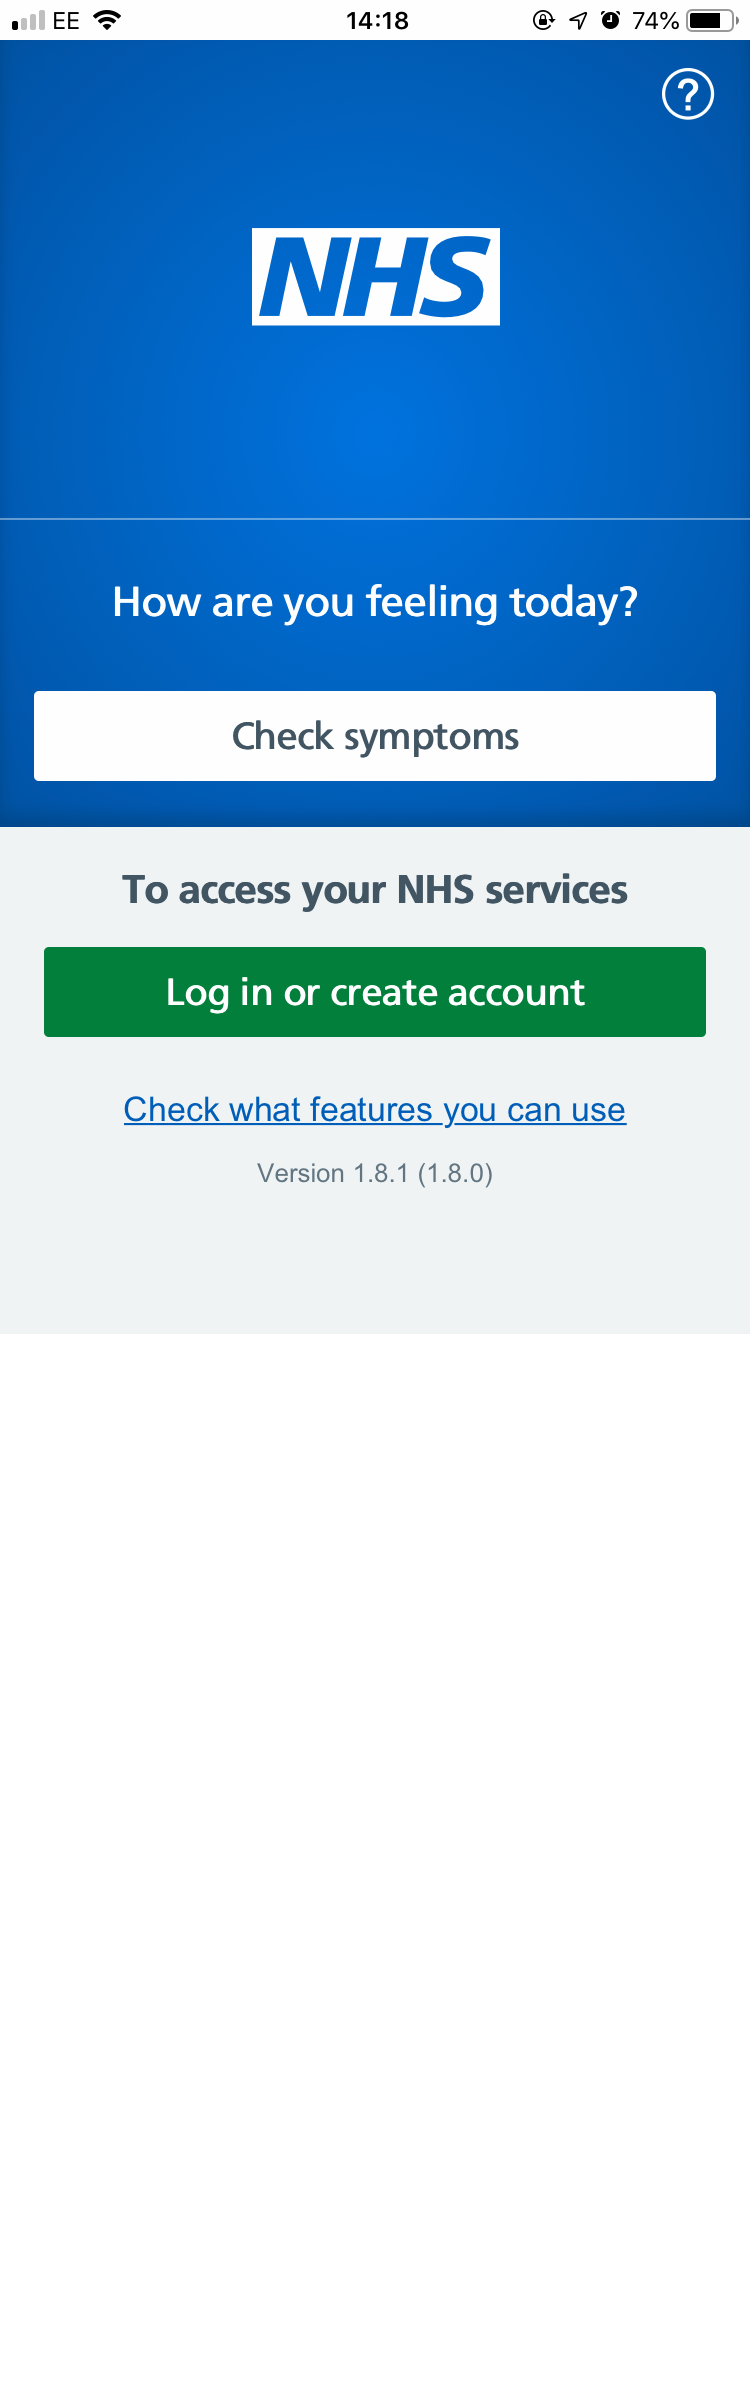 EE 14:18 74%
?
NHS
How are you feeling today?
Check symptoms
To access your NHS services
Log in or create account
Check what features you can use
Version 1.8.1 (1.8.0)